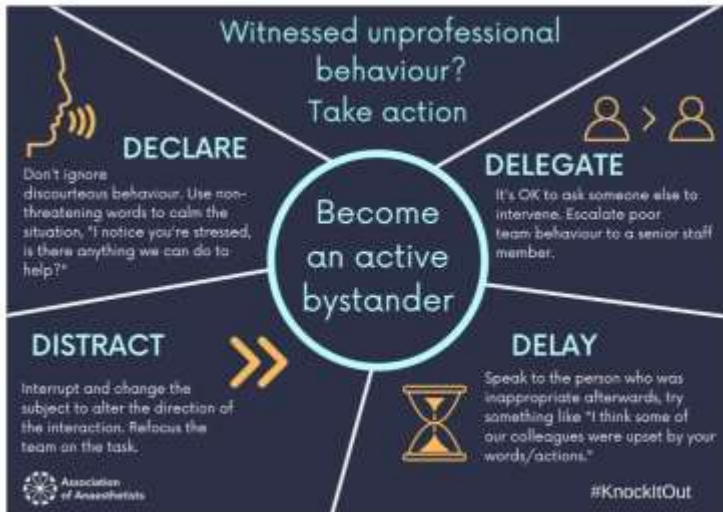 Witnessed unprofessional
behaviour?
Take action
DECLARE
Don't ignore
discourteous behaviour. Use non-
threatening words to calm the
situation, "I notice you're stressed,
is there anything we can do to
help?"
DELEGATE
It's OK to ask someone else to
intervene. Escalate poor
team behaviour to a senior staff
member.
Become
an active
bystander
DISTRACT
Interrupt and change the
subject to alter the direction of
the interaction. Refocus the
team on the task.
DELAY
Speak to the person who was
inappropriate afterwards, try
something like "I think some of
our colleagues were upset by your
words/actions."
Association
of Anaesthetists
#KnockItOut